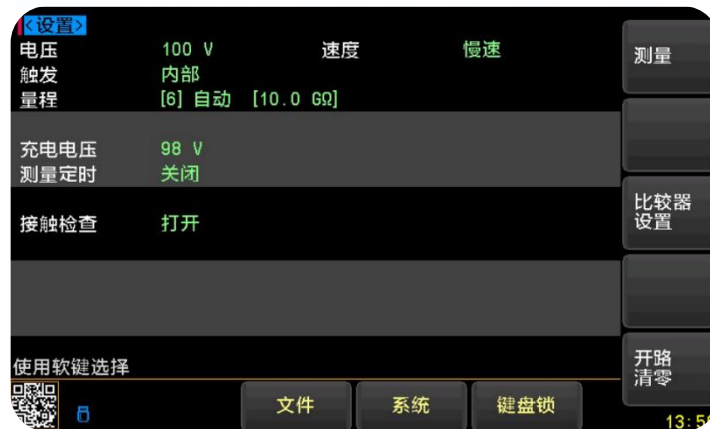 <设置>
电压 100 V 速度 慢速
触发 内部
量程 [6] 自动 [10.0 GΩ]
充电电压 98 V
测量定时 关闭
接触检查 打开
使用软键选择
测量
比较器
设置
开路
清零
文件 系统 键盘锁